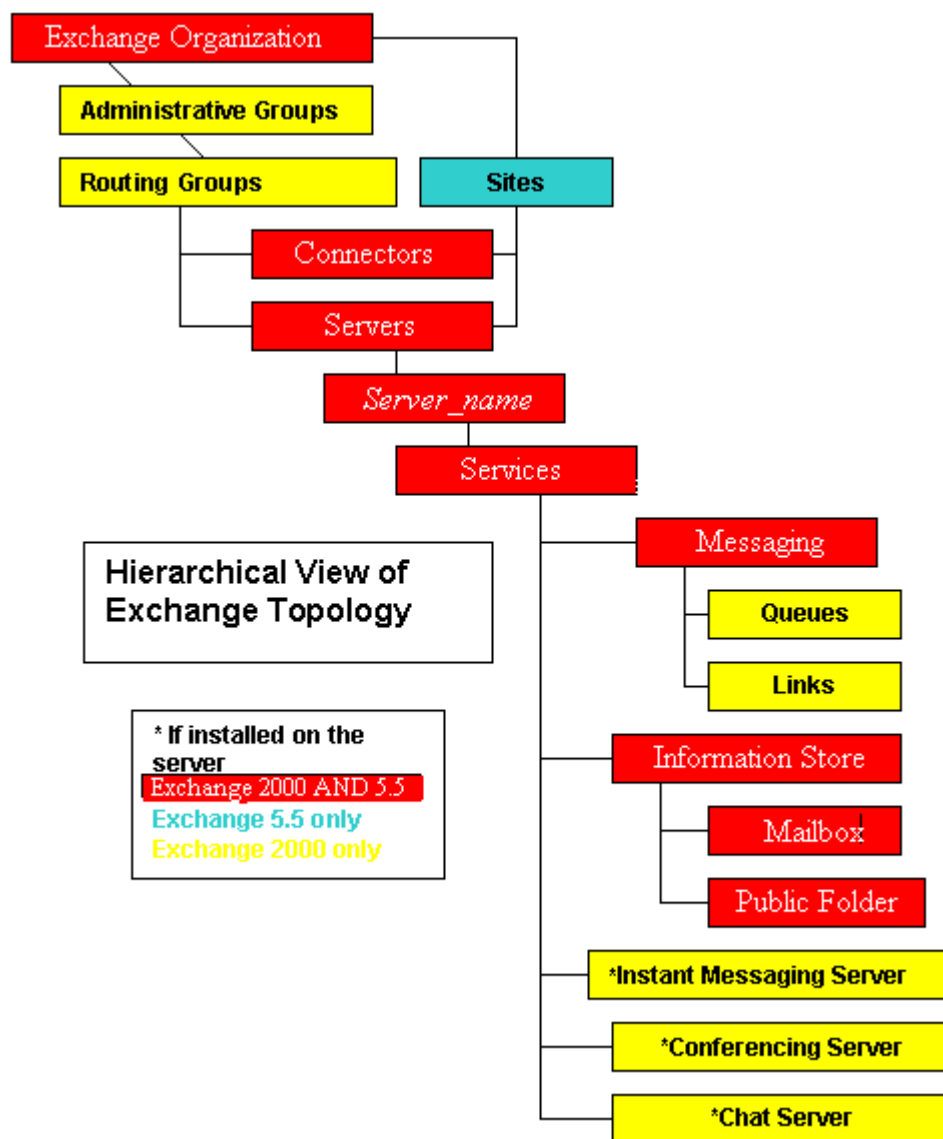 Exchange Organization
Administrative Groups
Routing Groups
Sites
Connectors
Servers
Server_name
Services
Messaging
Hierarchical View of
Exchange Topology
Queues
Links
* If installed on the
server
Exchange 2000 AND 5.5
Exchange 5.5 only
Exchange 2000 only
Information Store
Mailbox
Public Folder
*Instant Messaging Server
*Conferencing Server
*Chat Server